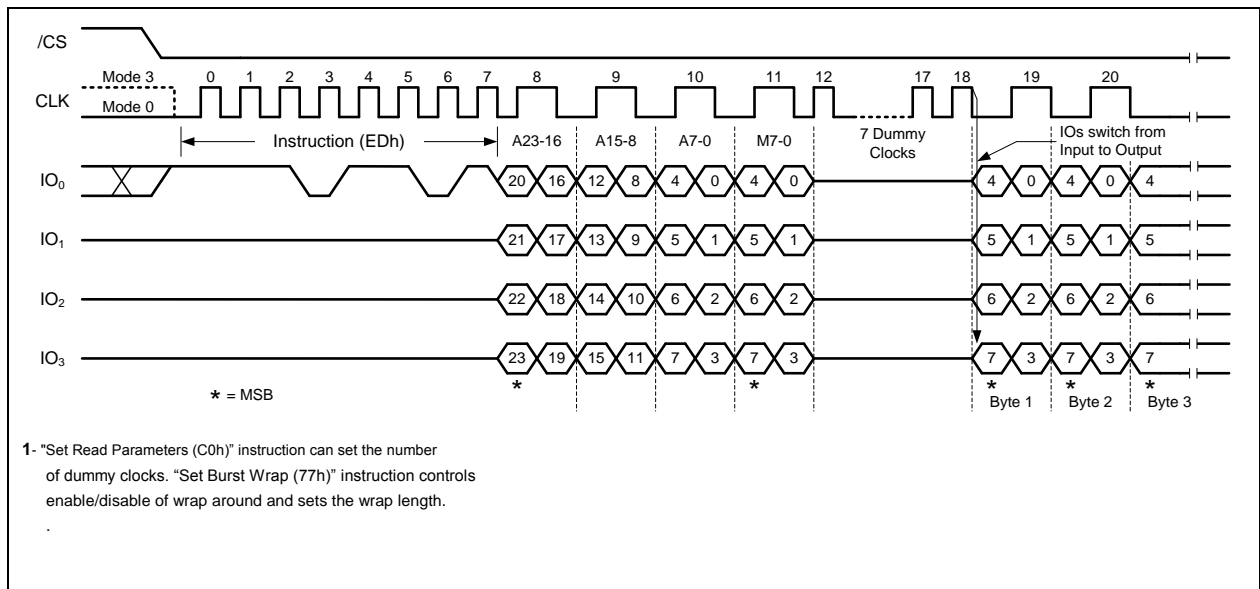 /CS
Mode 3 0 1 2 3 4 5 6 7 8 9 10 11 12 17 18 19 20
CLK Mode 0
Instruction (EDh) A23-16 A15-8 A7-0 M7-0 7 Dummy Clocks IOs switch from Input to Output
IO₀ 20 16 12 8 4 0 4 0 4 0 4 0 4
IO₁ 21 17 13 9 5 1 5 1 5 1 5 1 5
IO₂ 22 18 14 10 6 2 6 2 6 2 6 2 6
IO₃ 23 19 15 11 7 3 7 3 7 3 7 3 7
* * * * *
* = MSB Byte 1 Byte 2 Byte 3
1- "Set Read Parameters (C0h)” instruction can set the number
of dummy clocks. “Set Burst Wrap (77h)” instruction controls
enable/disable of wrap around and sets the wrap length.
.